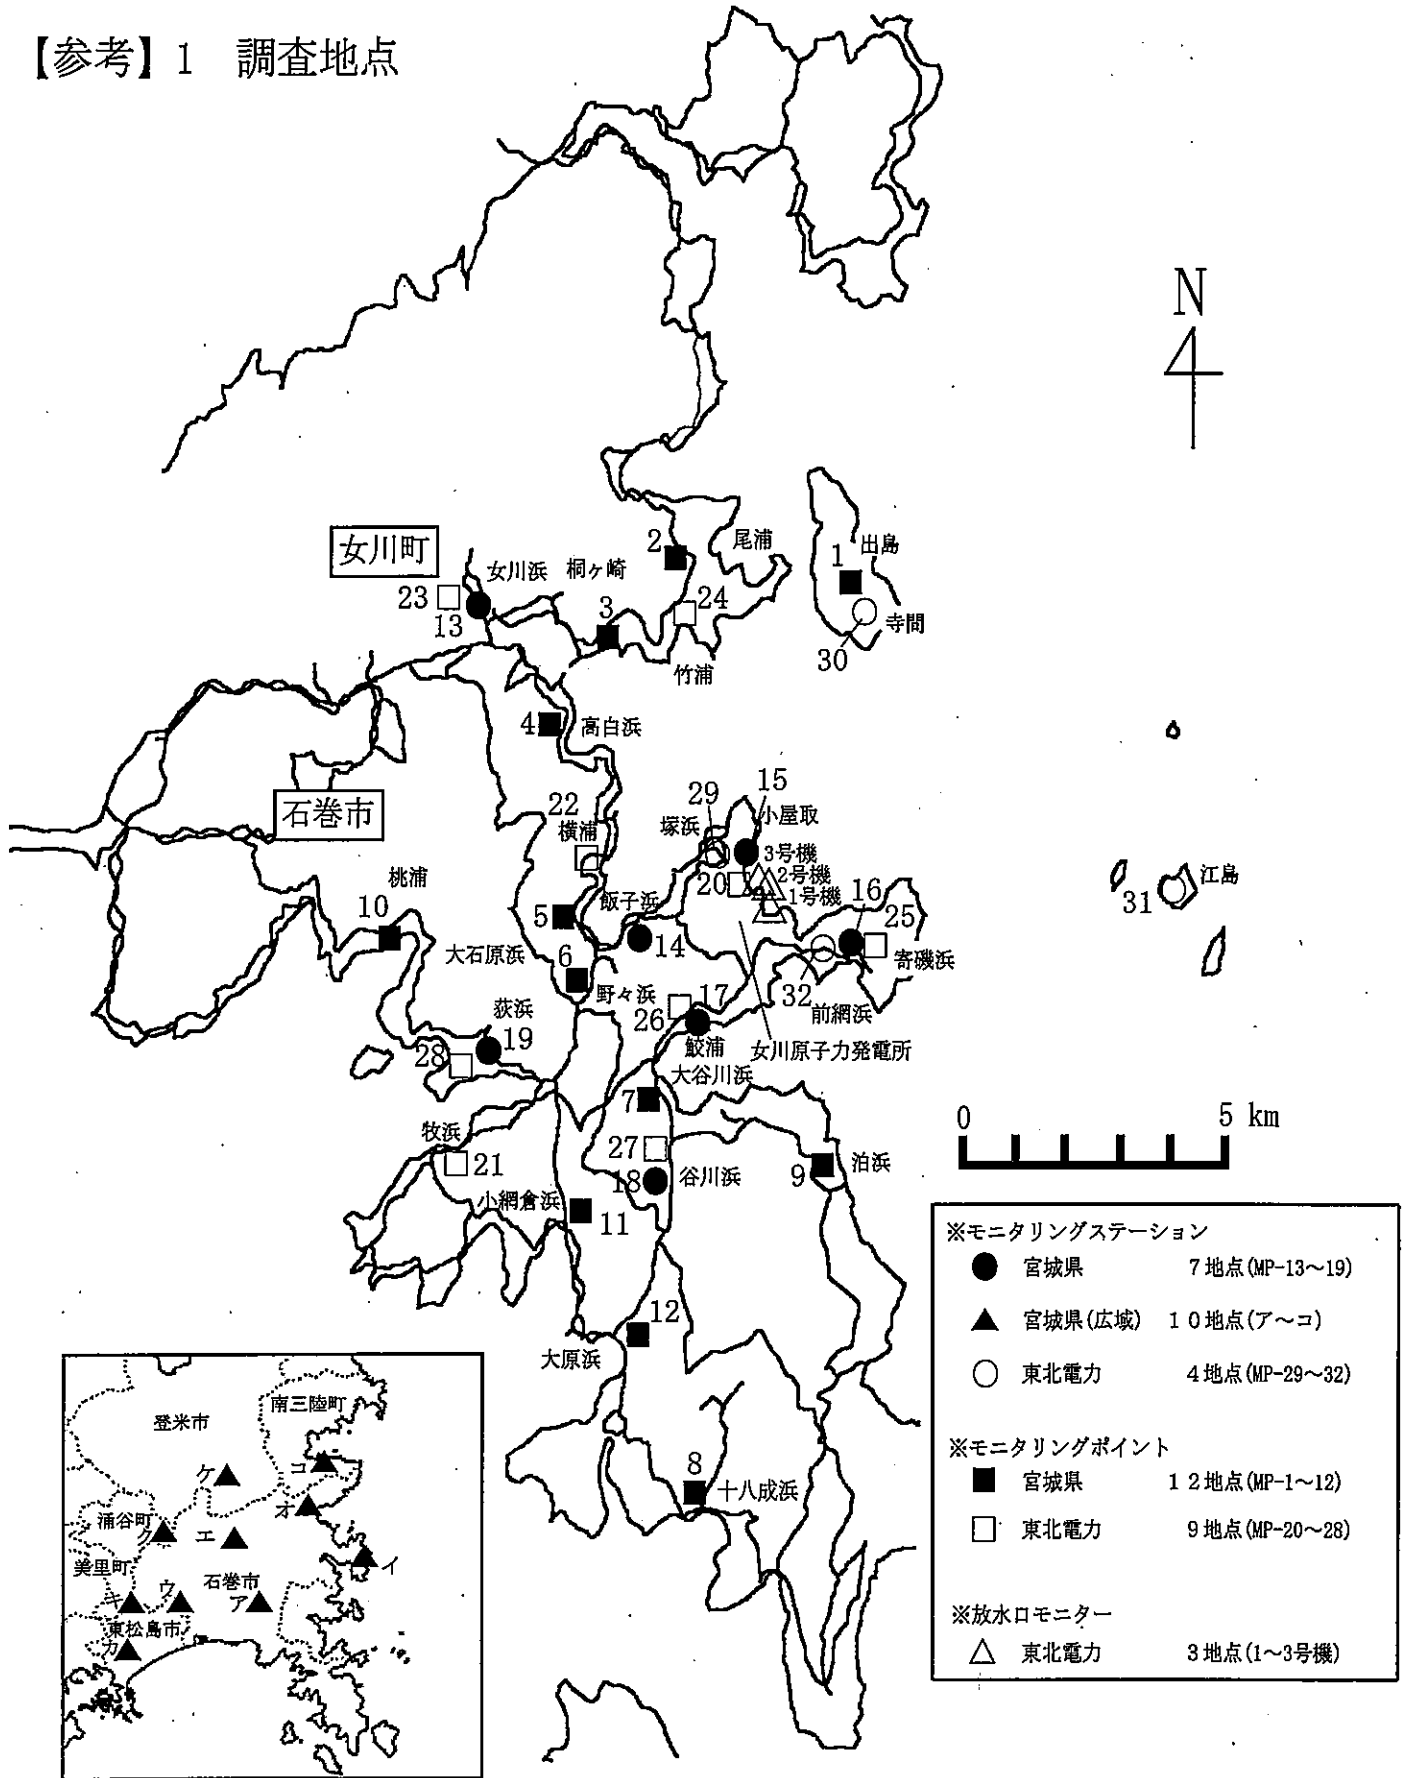 【参考】1 調査地点
N
女川町
女川浜
桐ヶ崎
2
尾浦
1
出島
23
13
3
24
寺間
30
竹浦
4
高白浜
石巻市
22
横浦
29
塚浜
15
小屋取
3号機
2号機
1号機
20
16
25
31
江島
桃浦
10
5
飯子浜
14
大石原浜
6
野々浜
寄磯浜
32
前網浜
荻浜
19
28
26
17
鮫浦
女川原子力発電所
大谷川浜
7
0 5 km
牧浜
21
27
18
谷川浜
9
泊浜
小網倉浜
11
12
大原浜
8
十八成浜
※モニタリングステーション
● 宮城県 7地点(MP-13~19)
▲ 宮城県(広域) 10地点(ア~コ)
○ 東北電力 4地点(MP-29~32)
※モニタリングポイント
■ 宮城県 12地点(MP-1~12)
□ 東北電力 9地点(MP-20~28)
※放水口モニター
△ 東北電力 3地点(1~3号機)
南三陸町
登米市
ケ
コ
オ
涌谷町
ク
エ
イ
美里町
キ
ウ
石巻市
ア
東松島市
カ